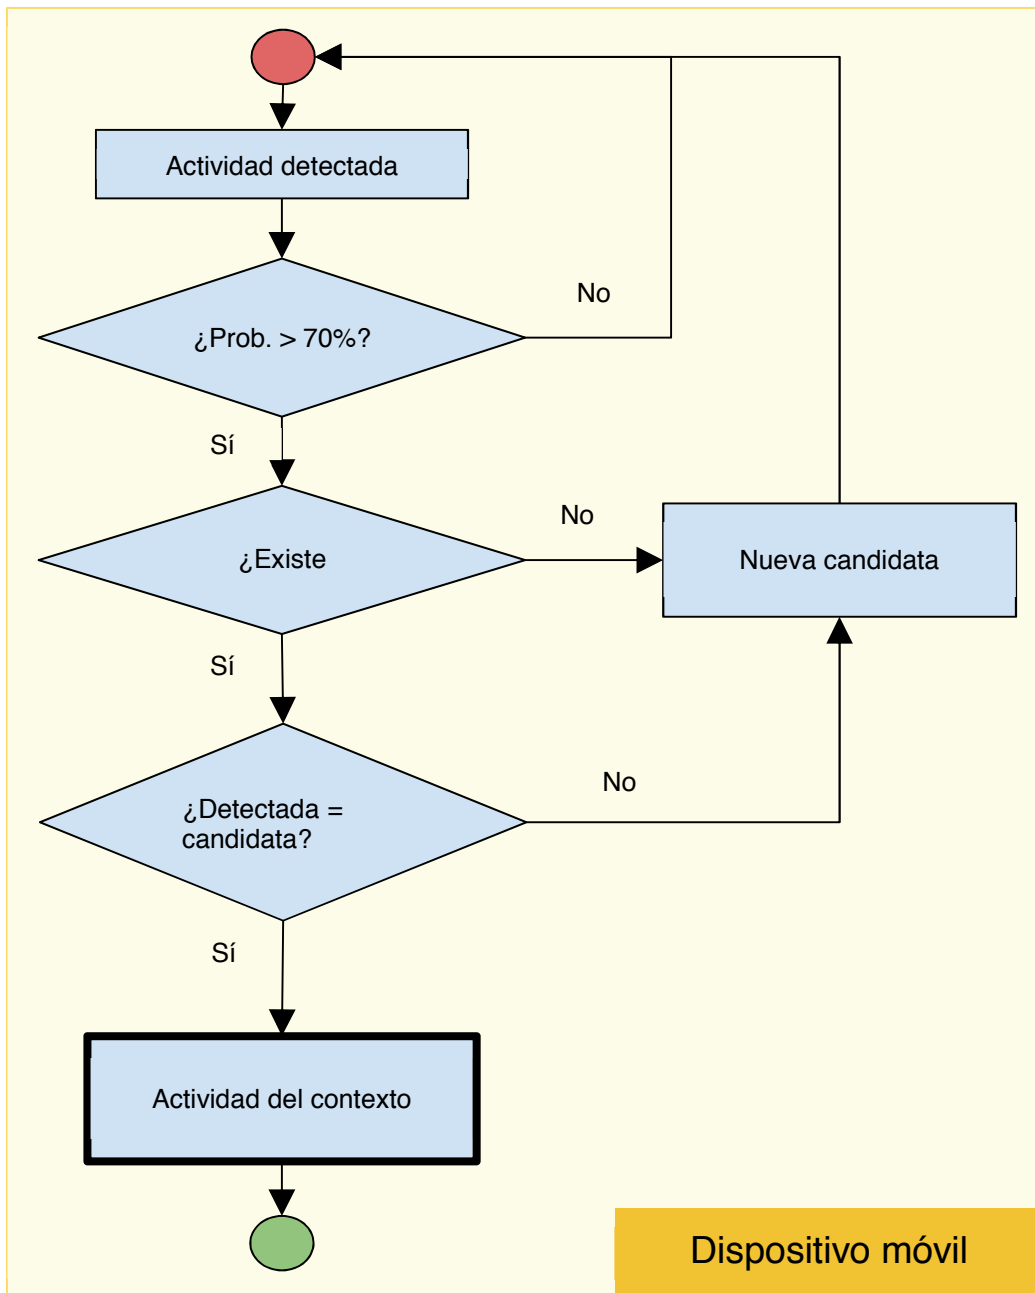 Actividad detectada
¿Prob. > 70%?
No
Sí
¿Existe
No
Nueva candidata
Sí
¿Detectada =
candidata?
No
Sí
Actividad del contexto
Dispositivo móvil